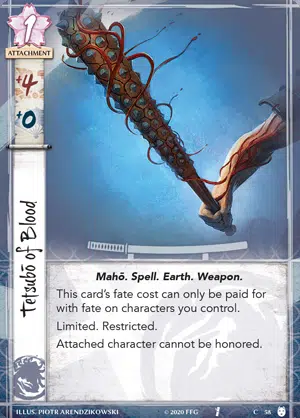 1
ATTACHMENT
+4
+0
Tetsubō of Blood
Mahō. Spell. Earth. Weapon.
This card's fate cost can only be paid for
with fate on characters you control.
Limited. Restricted.
Attached character cannot be honored.
ILLUS. PIOTR ARENDZIKOWSKI
© 2020 FFG
C 58